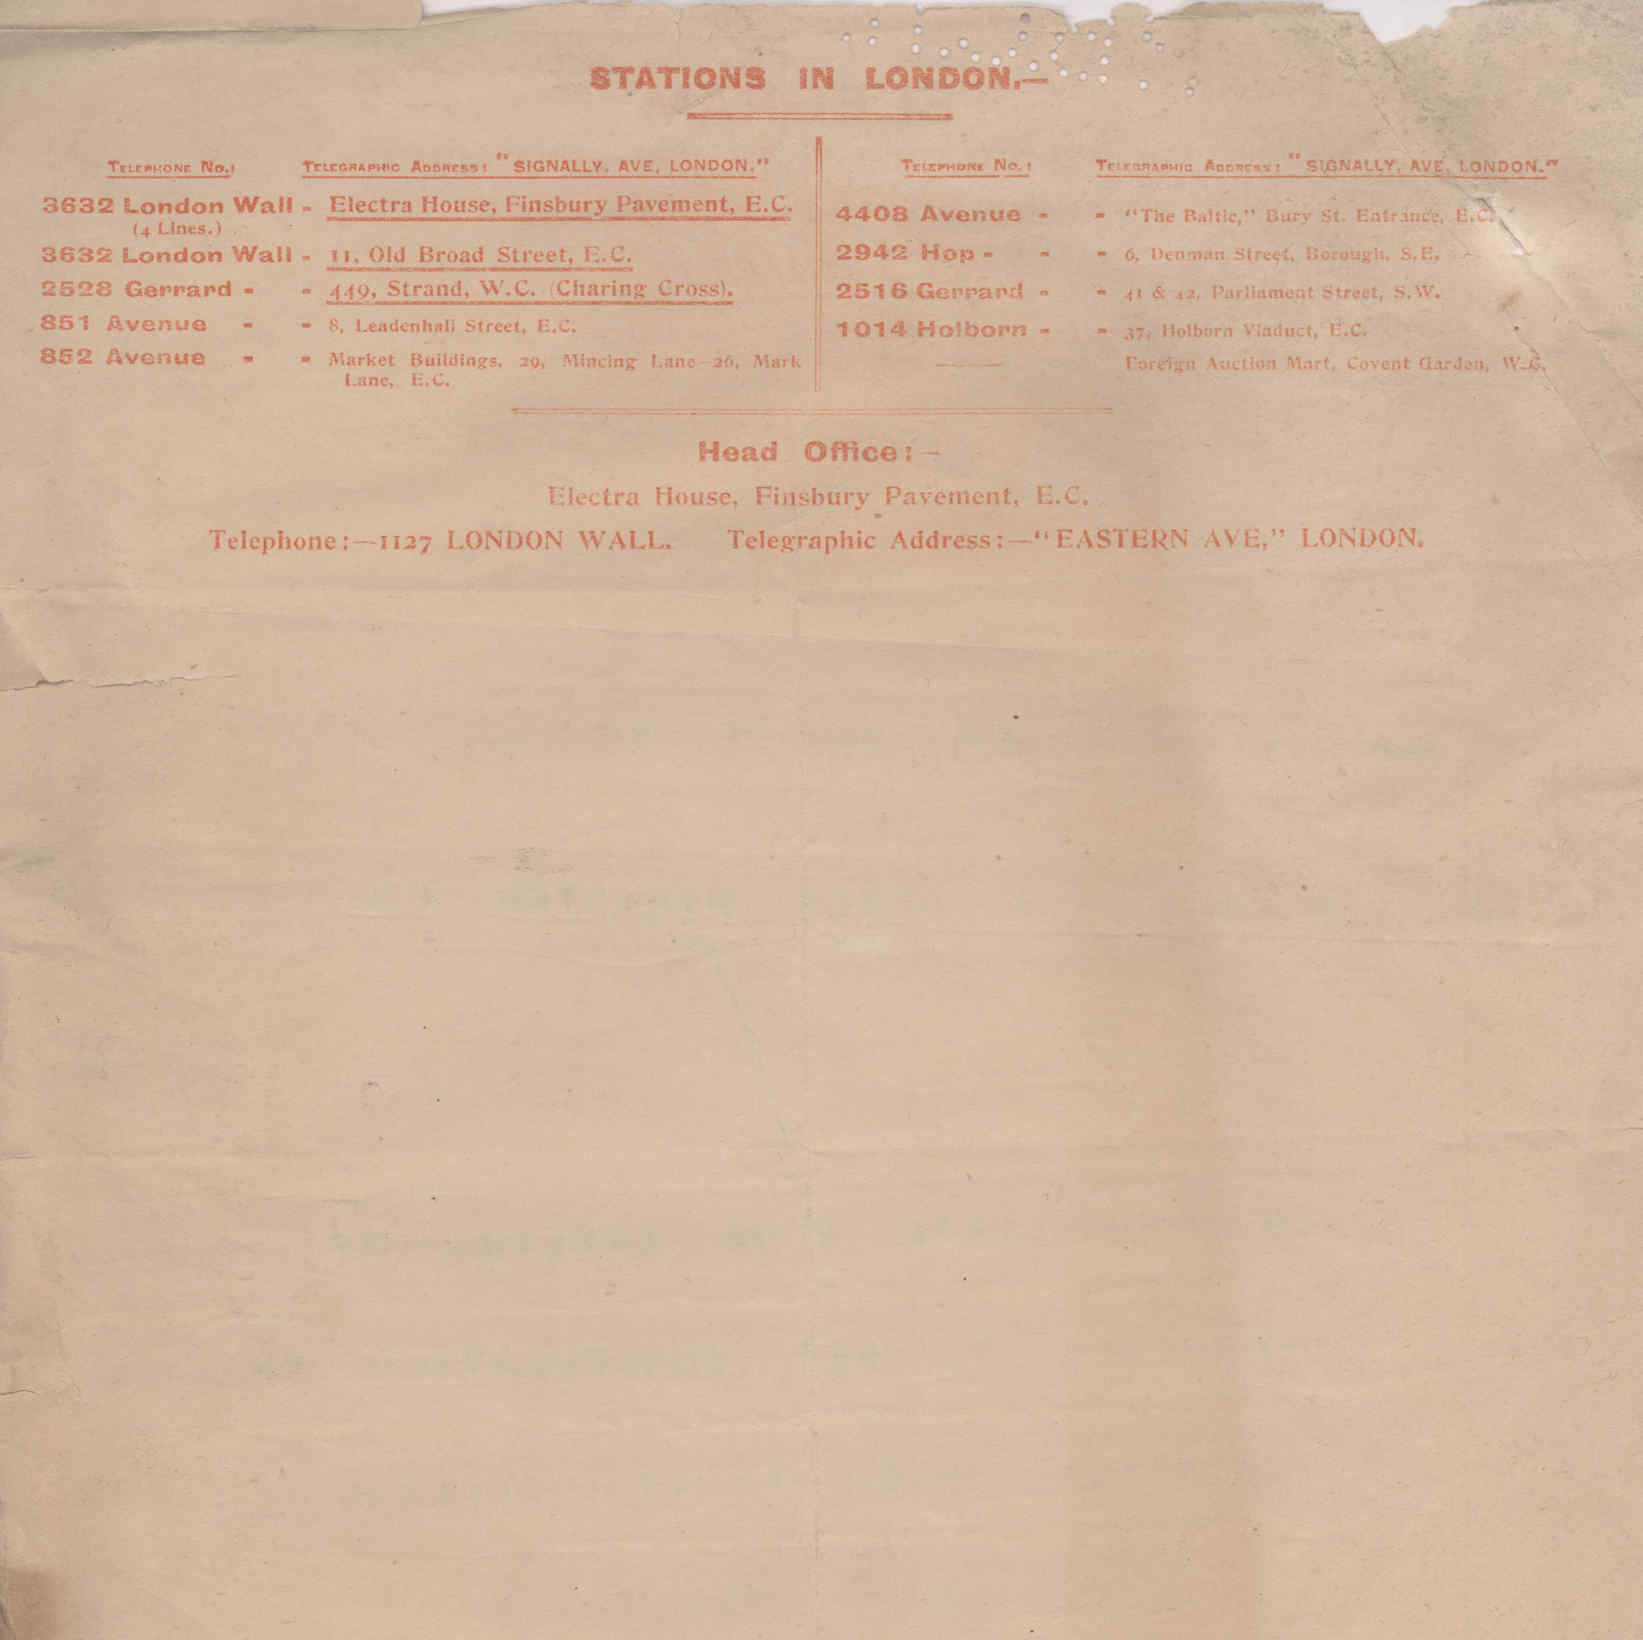 STATIONS IN LONDON.—
TELEPHONE No.: TELEGRAPHIC ADDRESS: "SIGNALLY, AVE, LONDON."
3632 London Wall - Electra House, Finsbury Pavement, E.C.
(4 Lines.)
3632 London Wall - 11, Old Broad Street, E.C.
2528 Gerrard - - 449, Strand, W.C. (Charing Cross).
851 Avenue - - 8, Leadenhall Street, E.C.
852 Avenue - - Market Buildings, 29, Mincing Lane—26, Mark
Lane, E.C.
TELEPHONE No.: TELEGRAPHIC ADDRESS: "SIGNALLY, AVE, LONDON."
4408 Avenue - - "The Baltic," Bury St. Entrance, E.C.
2942 Hop - - - 6, Denman Street, Borough, S.E.
2516 Gerrard - - 41 & 42, Parliament Street, S.W.
1014 Holborn - - 37, Holborn Viaduct, E.C.
—— Foreign Auction Mart, Covent Garden, W.C.
Head Office:—
Electra House, Finsbury Pavement, E.C.
Telephone:—1127 LONDON WALL. Telegraphic Address:—"EASTERN AVE," LONDON.